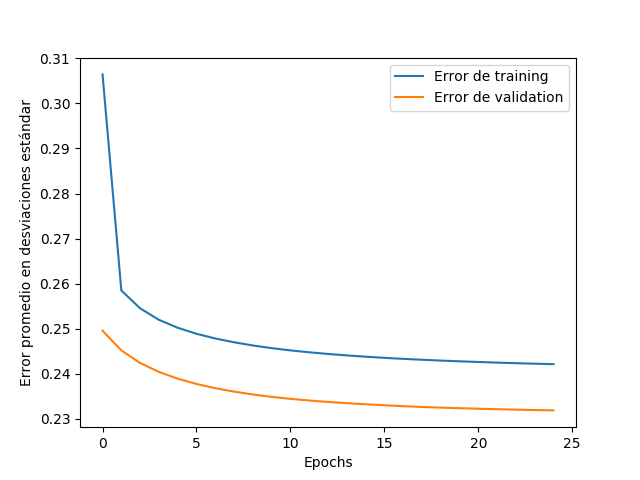 0.31
0.30
0.29
0.28
0.27
0.26
0.25
0.24
0.23
Error promedio en desviaciones estándar
Error de training
Error de validation
0 5 10 15 20 25
Epochs